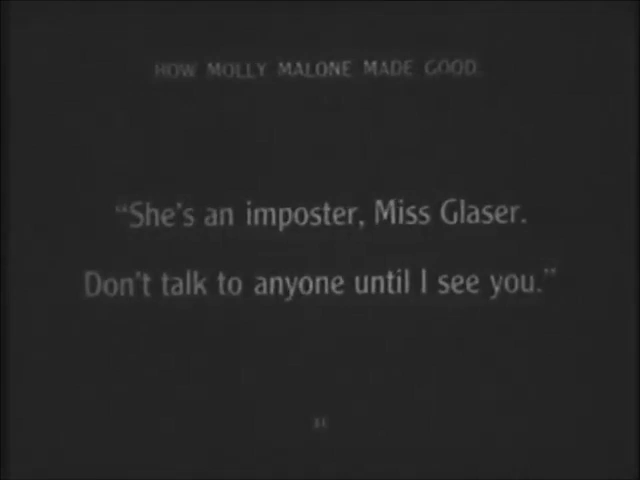 HOW MOLLY MALONE MADE GOOD.
"She's an imposter, Miss Glaser.
Don't talk to anyone until I see you."